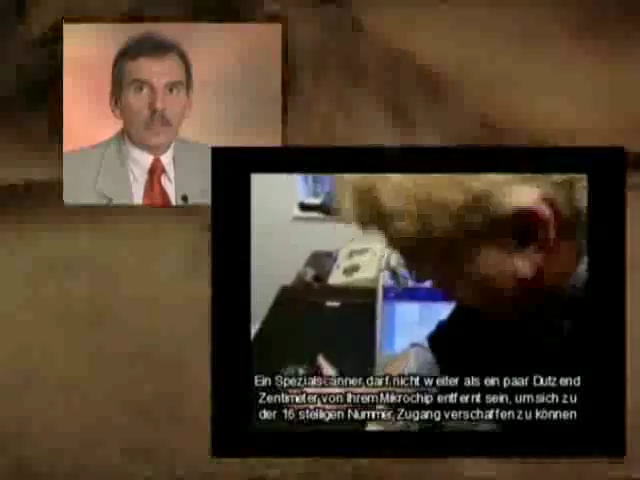 Ein Spezialscanner darf nicht weiter als ein paar Dutzend
Zentimeter von Ihrem Mikrochip entfernt sein, um sich zu
der 16 stelligen Nummer Zugang verschaffen zu können